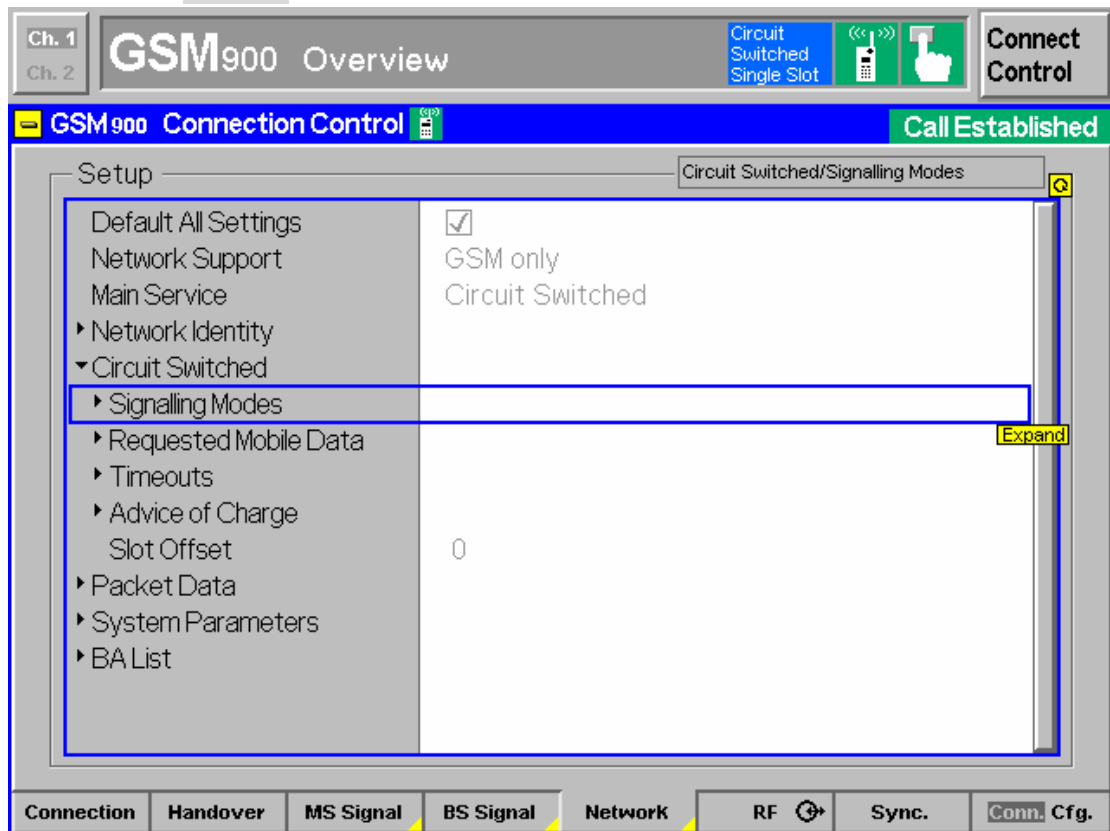 Ch. 1
Ch. 2
GSM900 Overview
Circuit
Switched
Single Slot
Connect
Control
GSM 900 Connection Control
Call Established
Setup
Circuit Switched/Signalling Modes
Default All Settings
Network Support GSM only
Main Service Circuit Switched
Network Identity
Circuit Switched
Signalling Modes
Expand
Requested Mobile Data
Timeouts
Advice of Charge
Slot Offset 0
Packet Data
System Parameters
BA List
Connection Handover MS Signal BS Signal Network RF Sync. Conn. Cfg.